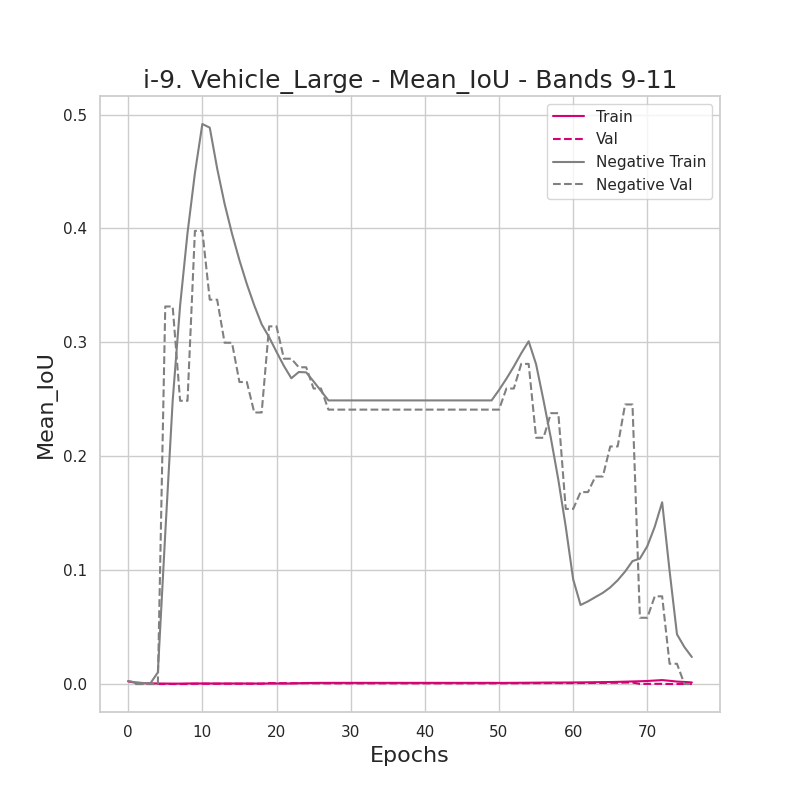 i-9. Vehicle_Large - Mean_IoU - Bands 9-11
Train
Val
Negative Train
Negative Val
0.5
0.4
0.3
0.2
0.1
0.0
Mean_IoU
0 10 20 30 40 50 60 70
Epochs